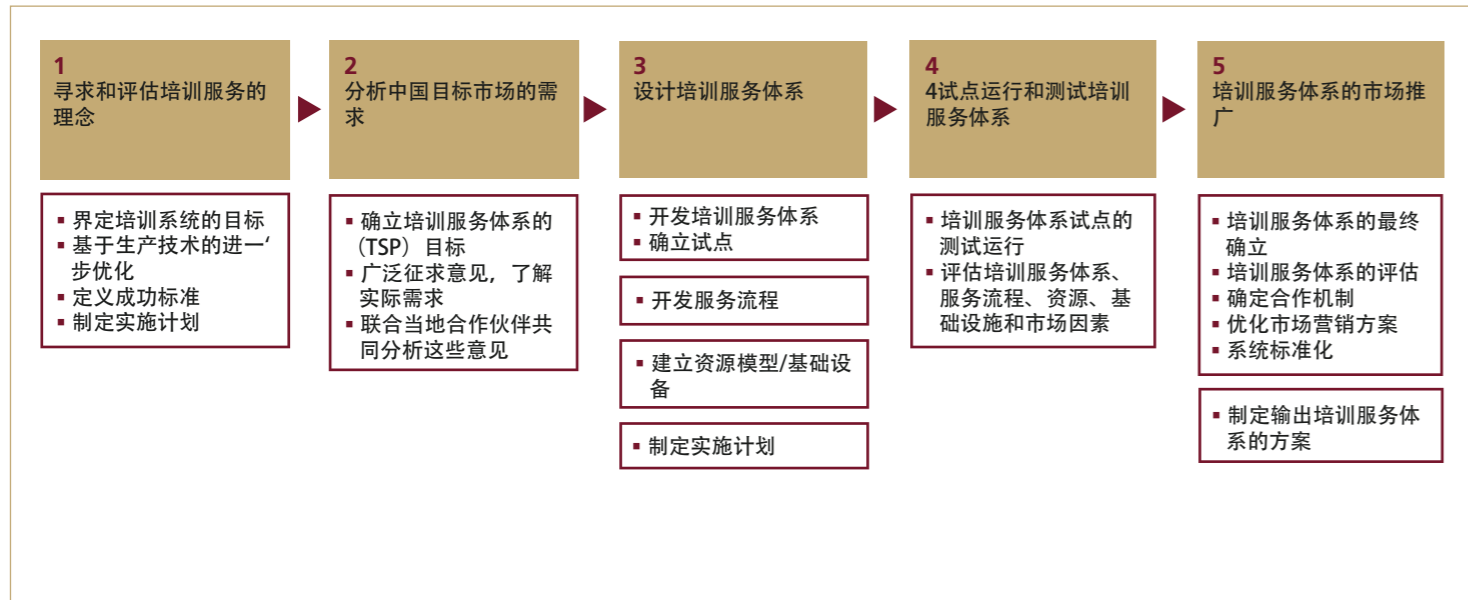 1
寻求和评估培训服务的
理念
▪ 界定培训系统的目标
▪ 基于生产技术的进一‘
步优化
▪ 定义成功标准
▪ 制定实施计划
2
分析中国目标市场的需
求
▪ 确立培训服务体系的
（TSP）目标
▪ 广泛征求意见，了解
实际需求
▪ 联合当地合作伙伴共
同分析这些意见
3
设计培训服务体系
▪ 开发培训服务体系
▪ 确立试点
▪ 开发服务流程
▪ 建立资源模型/基础设
备
▪ 制定实施计划
4
4试点运行和测试培训
服务体系
▪ 培训服务体系试点的
测试运行
▪ 评估培训服务体系、
服务流程、资源、基
础设施和市场因素
5
培训服务体系的市场推
广
▪ 培训服务体系的最终
确立
▪ 培训服务体系的评估
▪ 确定合作机制
▪ 优化市场营销方案
▪ 系统标准化
▪ 制定输出培训服务体
系的方案